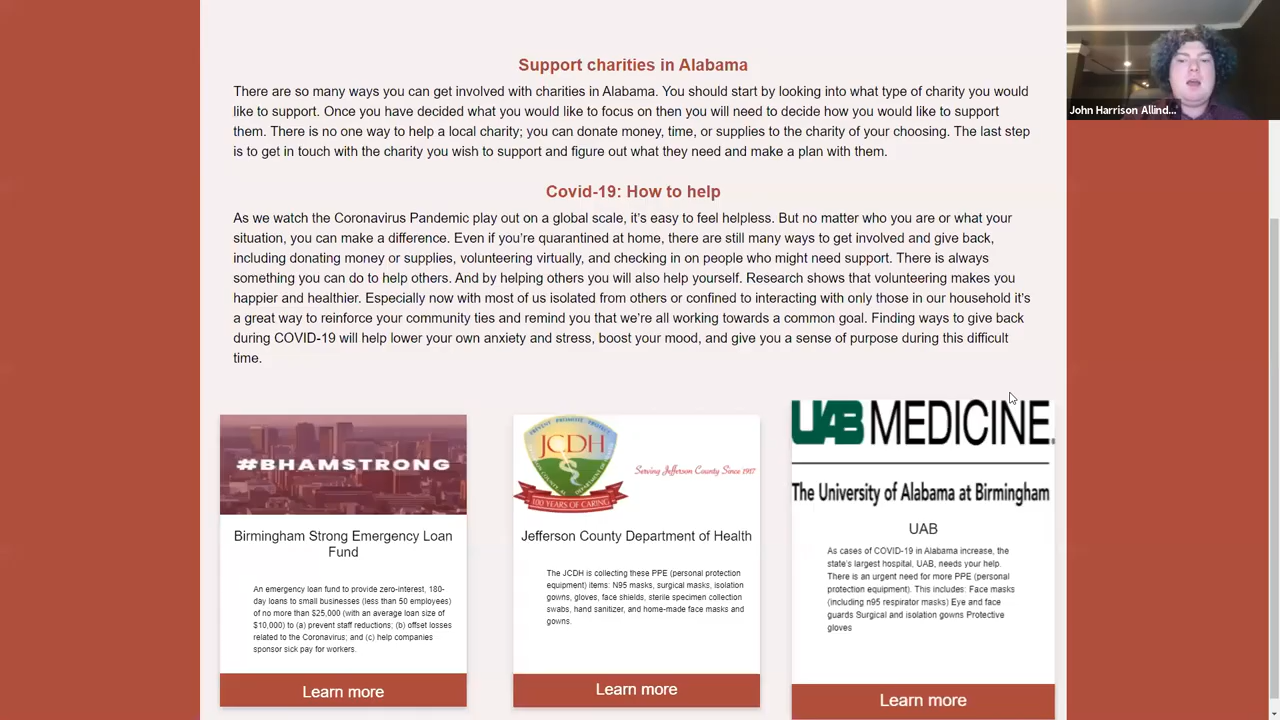 Support charities in Alabama
There are so many ways you can get involved with charities in Alabama. You should start by looking into what type of charity you would
like to support. Once you have decided what you would like to focus on then you will need to decide how you would like to support
them. There is no one way to help a local charity; you can donate money, time, or supplies to the charity of your choosing. The last step
is to get in touch with the charity you wish to support and figure out what they need and make a plan with them.
John Harrison Allind...
Covid-19: How to help
As we watch the Coronavirus Pandemic play out on a global scale, it's easy to feel helpless. But no matter who you are or what your
situation, you can make a difference. Even if you're quarantined at home, there are still many ways to get involved and give back,
including donating money or supplies, volunteering virtually, and checking in on people who might need support. There is always
something you can do to help others. And by helping others you will also help yourself. Research shows that volunteering makes you
happier and healthier. Especially now with most of us isolated from others or confined to interacting with only those in our household it's
a great way to reinforce your community ties and remind you that we're all working towards a common goal. Finding ways to give back
during COVID-19 will help lower your own anxiety and stress, boost your mood, and give you a sense of purpose during this difficult
time.
#BHAMSTRONG
Birmingham Strong Emergency Loan
Fund
An emergency loan fund to provide zero-interest, 180-
day loans to small businesses (less than 50 employees)
of no more than $25,000 (with an average loan size of
$10,000) to (a) prevent staff reductions; (b) offset losses
related to the Coronavirus; and (c) help companies
sponsor sick pay for workers.
Learn more
PREVENT PROMOTE PROTECT
JCDH
100 YEARS OF CARING
Serving Jefferson County Since 1917
Jefferson County Department of Health
The JCDH is collecting these PPE (personal protection
equipment) items: N95 masks, surgical masks, isolation
gowns, gloves, face shields, sterile specimen collection
swabs, hand sanitizer, and home-made face masks and
gowns.
Learn more
UAB MEDICINE.
The University of Alabama at Birmingham
UAB
As cases of COVID-19 in Alabama increase, the
state's largest hospital, UAB, needs your help.
There is an urgent need for more PPE (personal
protection equipment). This includes: Face masks
(including n95 respirator masks) Eye and face
guards Surgical and isolation gowns Protective
gloves
Learn more